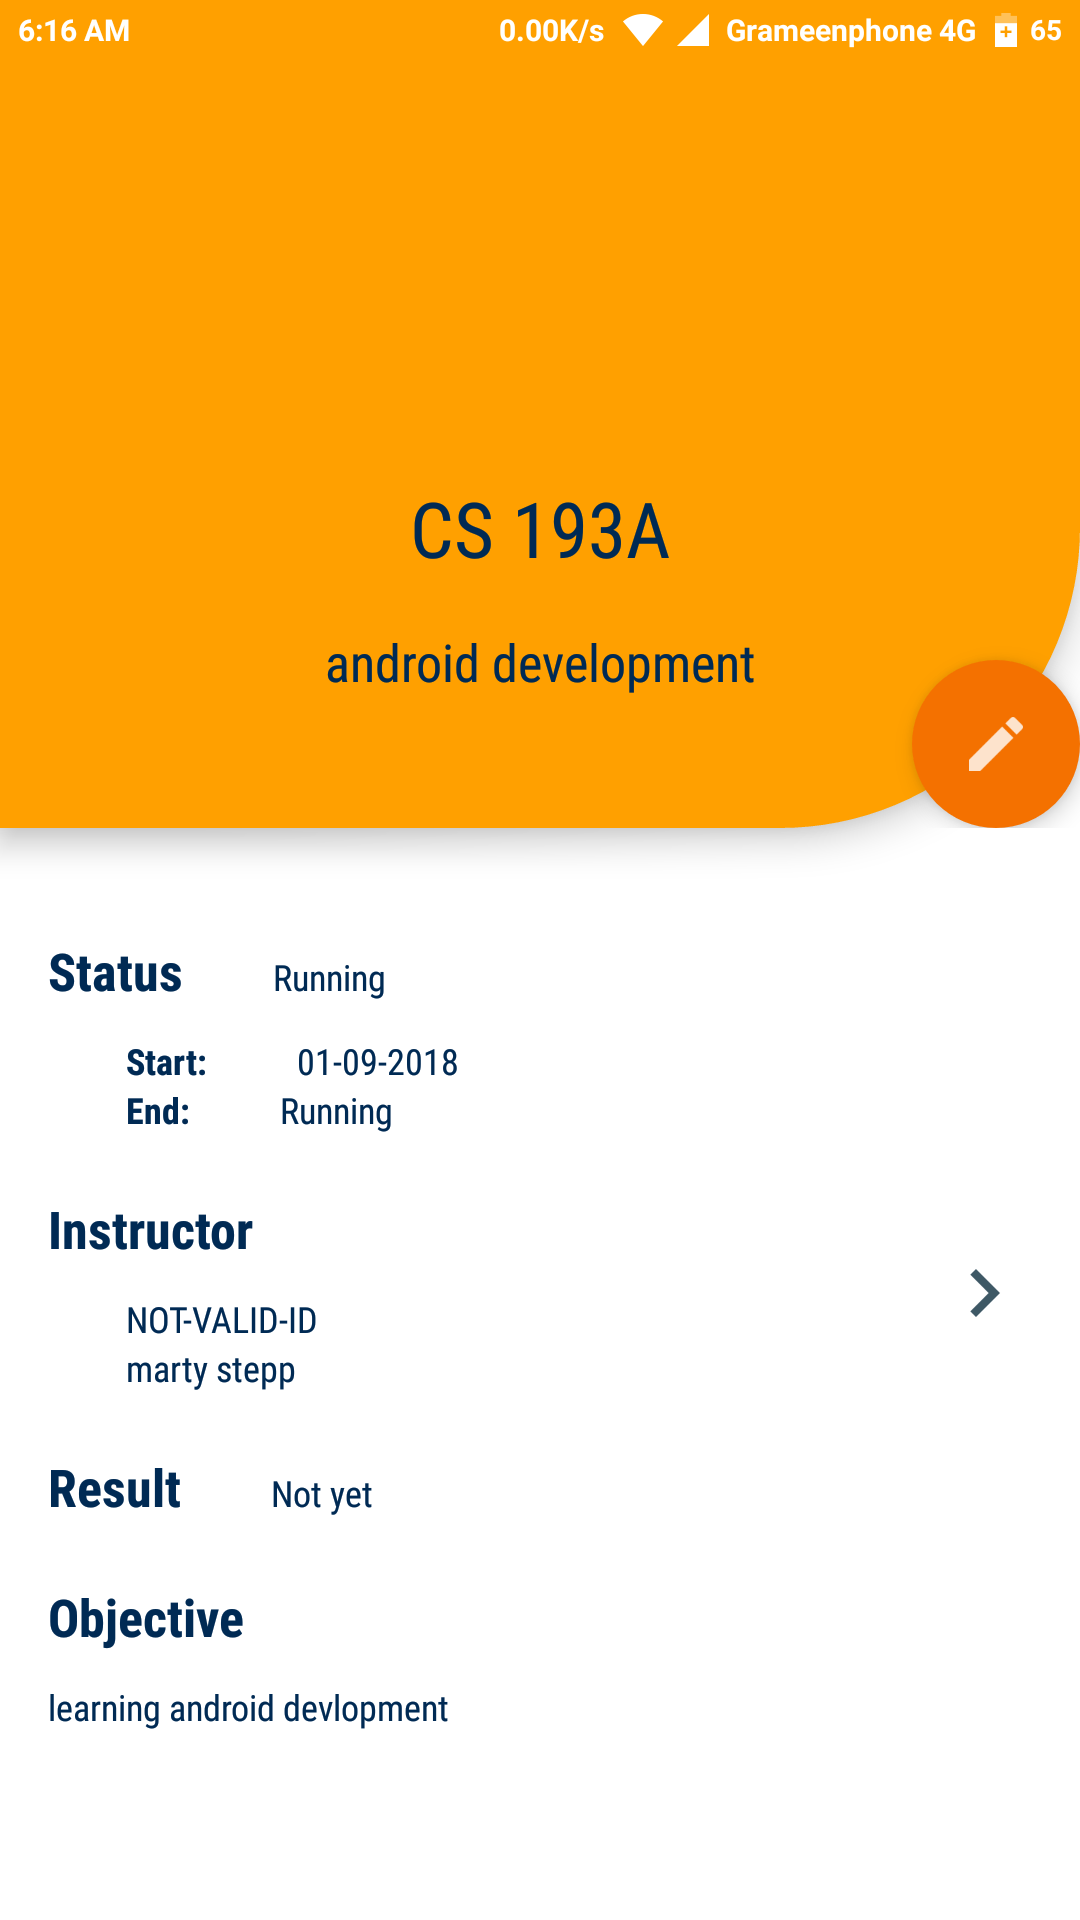 6:16 AM 0.00K/s Grameenphone 4G 65
CS 193A
android development
Status Running
Start: 01-09-2018
End: Running
Instructor
NOT-VALID-ID
marty stepp
Result Not yet
Objective
learning android devlopment